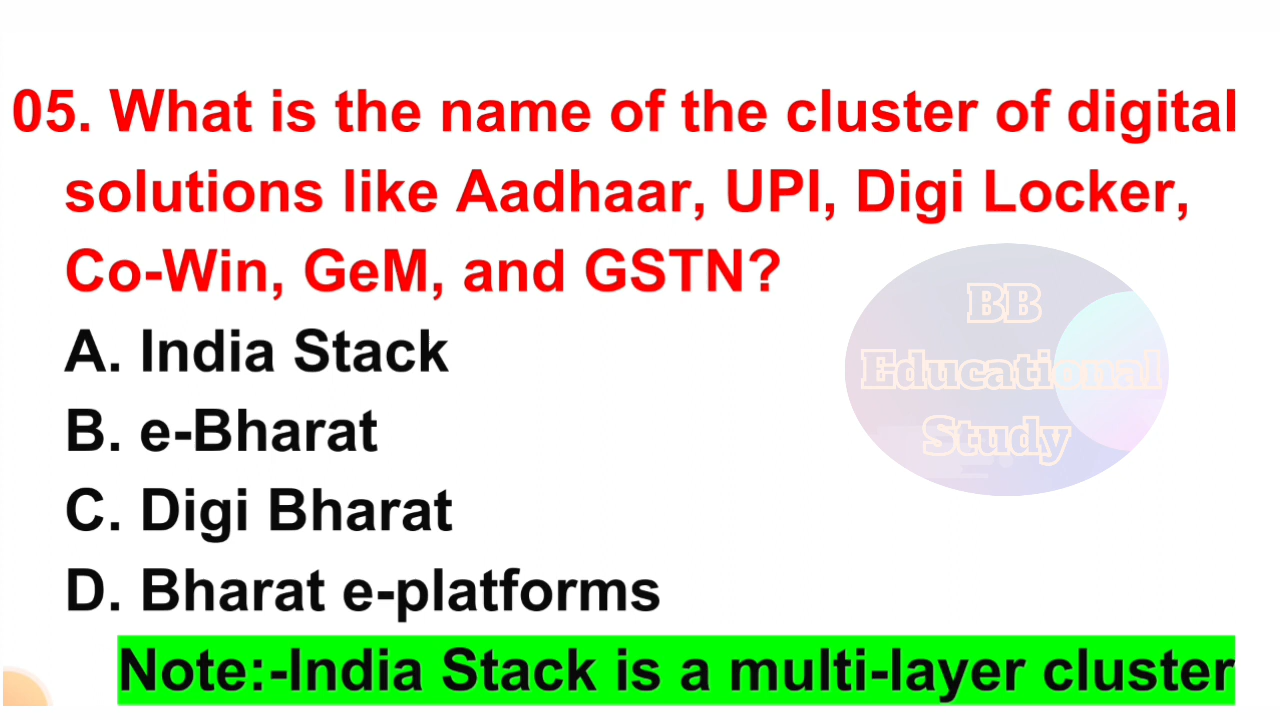 05. What is the name of the cluster of digital
solutions like Aadhaar, UPI, Digi Locker,
Co-Win, GeM, and GSTN?
A. India Stack
B. e-Bharat
C. Digi Bharat
D. Bharat e-platforms
Note:-India Stack is a multi-layer cluster
BB
Educational
Study